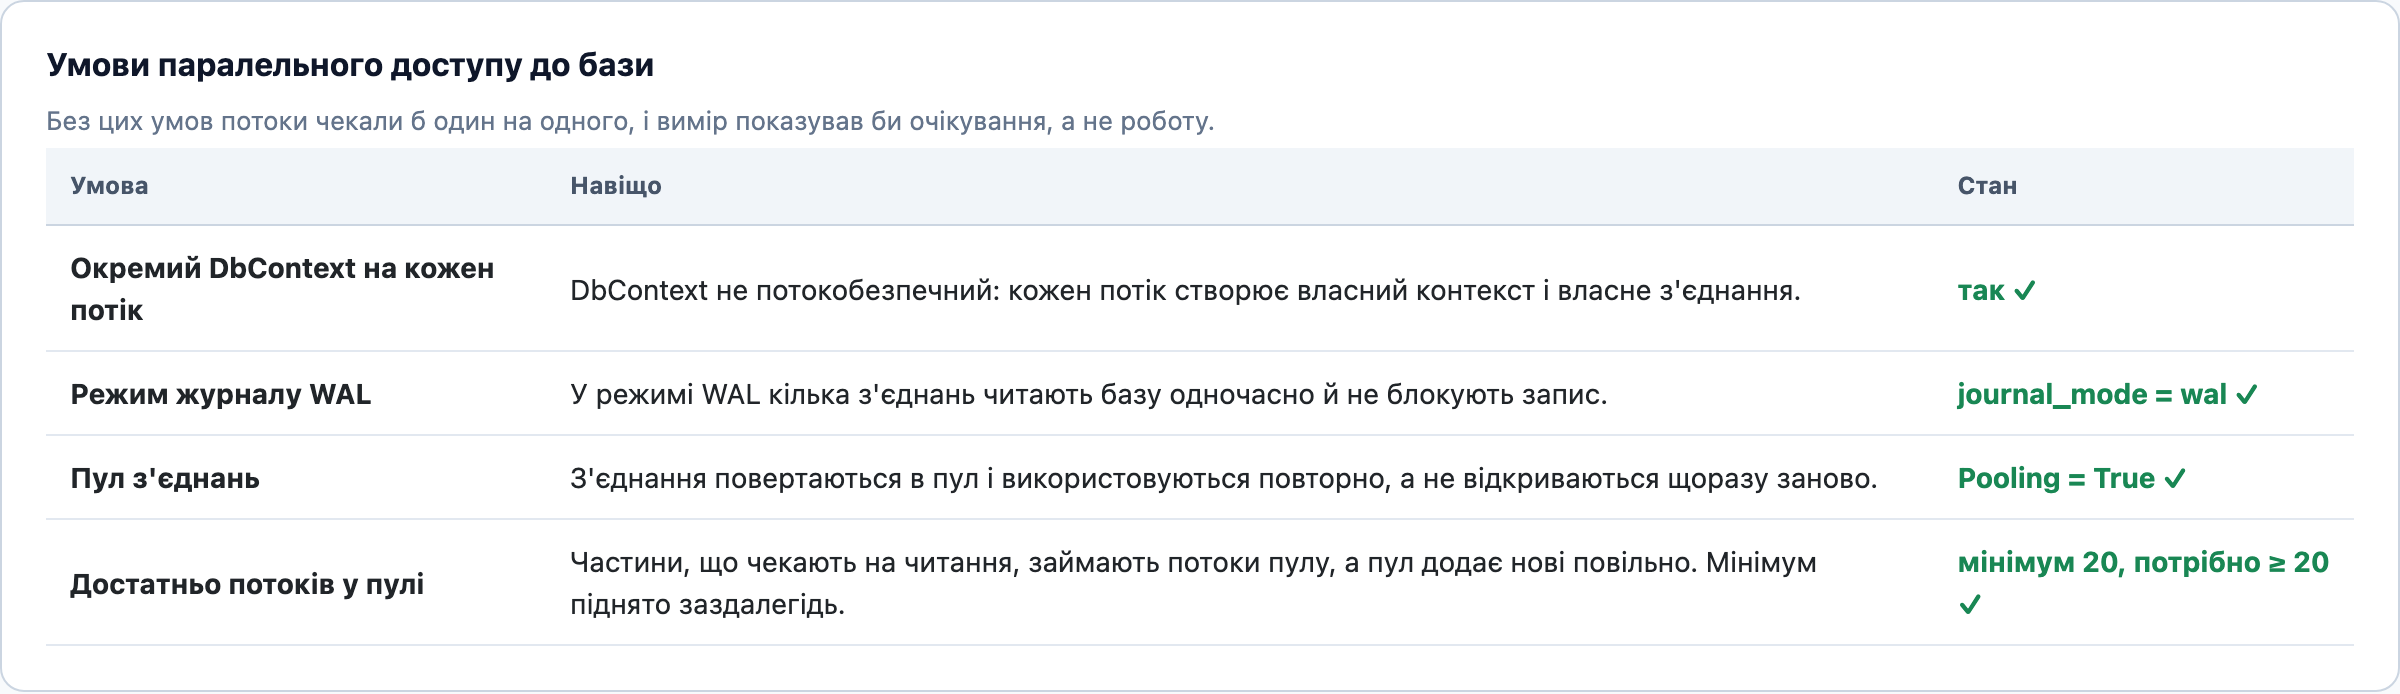 Умови паралельного доступу до бази
Без цих умов потоки чекали б один на одного, і вимір показував би очікування, а не роботу.
Умова Навіщо Стан
Окремий DbContext на кожен
потік
DbContext не потокобезпечний: кожен потік створює власний контекст і власне з'єднання.
так ✓
Режим журналу WAL
У режимі WAL кілька з'єднань читають базу одночасно й не блокують запис.
journal_mode = wal ✓
Пул з'єднань
З'єднання повертаються в пул і використовуються повторно, а не відкриваються щоразу заново.
Pooling = True ✓
Достатньо потоків у пулі
Частини, що чекають на читання, займають потоки пулу, а пул додає нові повільно. Мінімум
піднято заздалегідь.
мінімум 20, потрібно ≥ 20
✓